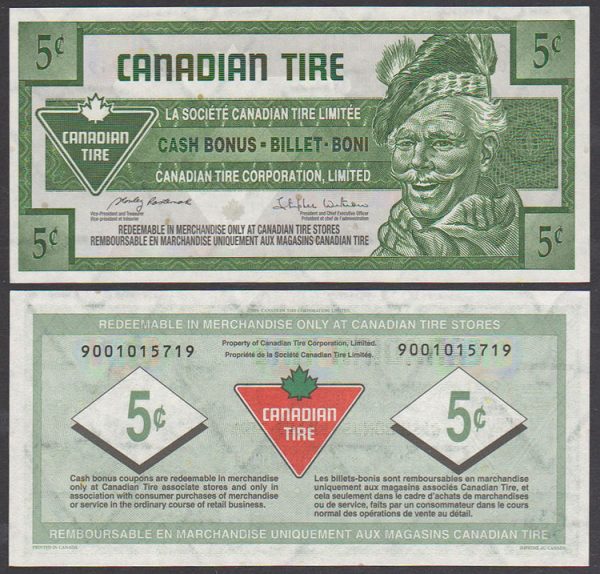 5¢
5¢
CANADIAN TIRE
LA SOCIÉTÉ CANADIAN TIRE LIMITÉE
CANADIAN
TIRE
CASH BONUS - BILLET - BONI
CANADIAN TIRE CORPORATION, LIMITED
Vice-President and Treasurer
Vice-président et trésorier
President and Chief Executive Officer
Président et chef de l'administration
5¢
5¢
REDEEMABLE IN MERCHANDISE ONLY AT CANADIAN TIRE STORES
REMBOURSABLE EN MARCHANDISE UNIQUEMENT AUX MAGASINS CANADIAN TIRE
CANADIAN TIRE CORPORATION LIMITED
REDEEMABLE IN MERCHANDISE ONLY AT CANADIAN TIRE STORES
Property of Canadian Tire Corporation, Limited.
Propriété de la Société Canadian Tire Limitée.
9001015719
9001015719
5¢
CANADIAN
TIRE
5¢
Cash bonus coupons are redeemable in merchandise
only at Canadian Tire associate stores and only in
association with consumer purchases of merchandise
or service in the ordinary course of retail business.
Les billets-bonis sont remboursables en marchandise
uniquement aux magasins associés Canadian Tire, et
cela seulement dans le cadre d'achats de marchandises
ou de service, faits par un consommateur dans le cours
normal des opérations de vente au détail.
REMBOURSABLE EN MARCHANDISE UNIQUEMENT AUX MAGASINS CANADIAN TIRE
PRINTED IN CANADA
IMPRIMÉ AU CANADA